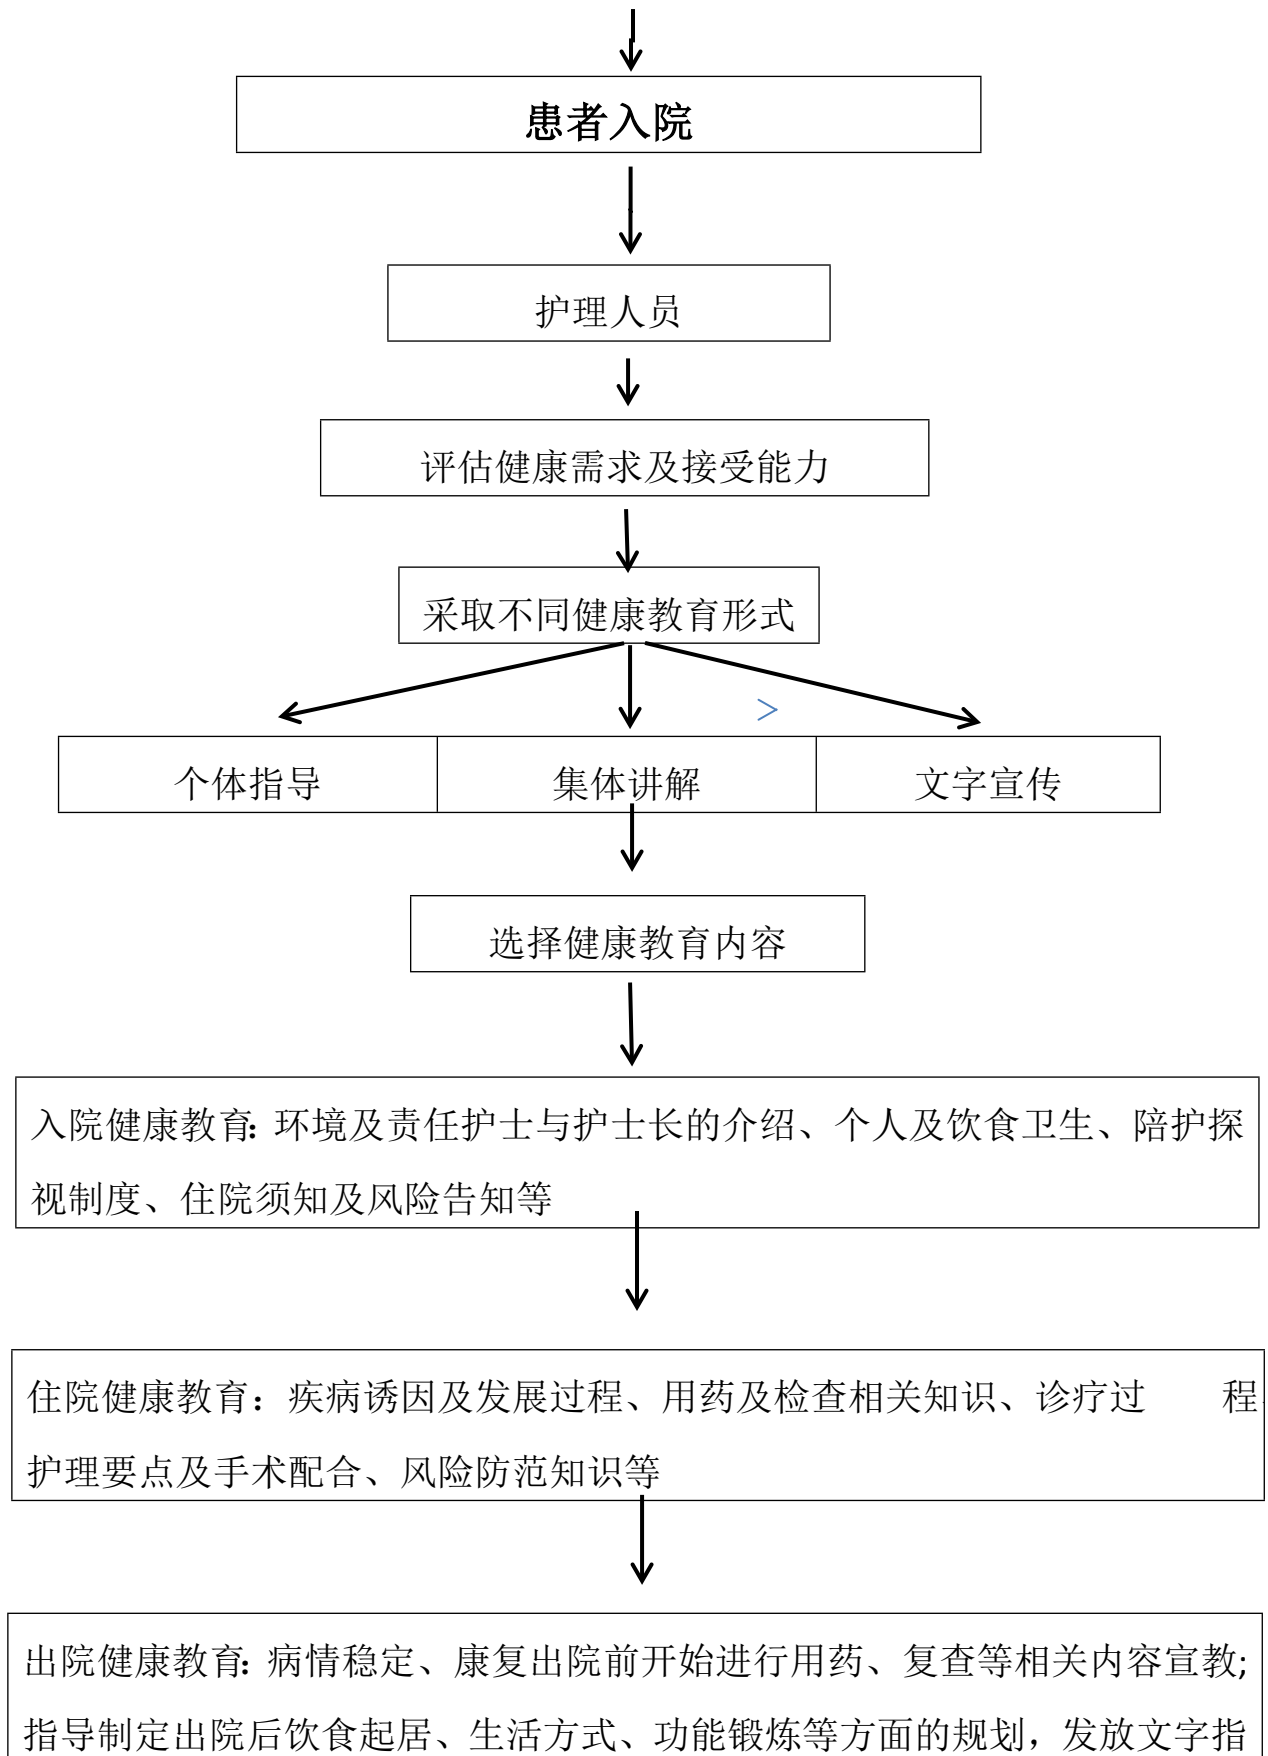 患者入院
护理人员
评估健康需求及接受能力
采取不同健康教育形式
个体指导 集体讲解 文字宣传
选择健康教育内容
入院健康教育：环境及责任护士与护士长的介绍、个人及饮食卫生、陪护探
视制度、住院须知及风险告知等
住院健康教育：疾病诱因及发展过程、用药及检查相关知识、诊疗过 程
护理要点及手术配合、风险防范知识等
出院健康教育：病情稳定、康复出院前开始进行用药、复查等相关内容宣教;
指导制定出院后饮食起居、生活方式、功能锻炼等方面的规划，发放文字指